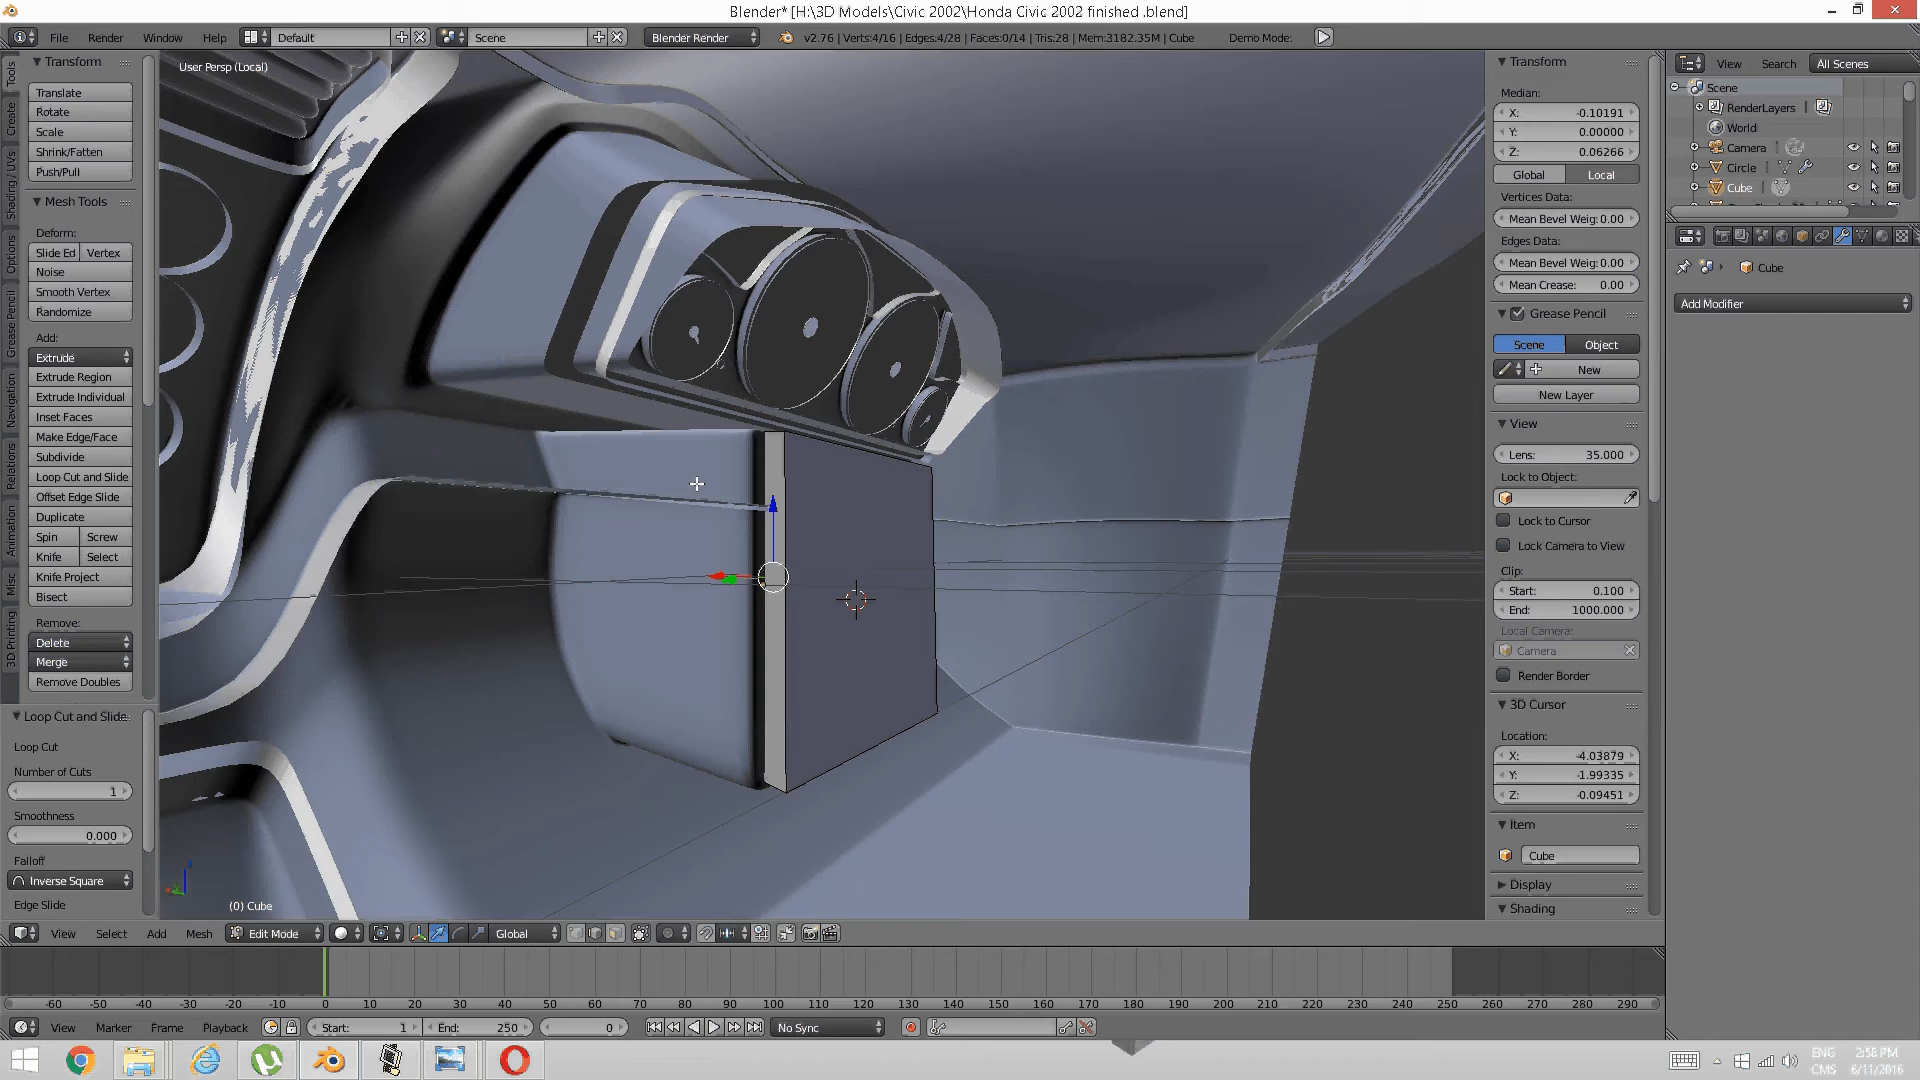 Blender* [H:\3D Models\Civic 2002\Honda Civic 2002 finished .blend]
File Render Window Help Default Scene Blender Render v2.76 | Verts:4/16 | Edges:4/28 | Faces:0/14 | Tris:28 | Mem:3182.35M | Cube Demo Mode:
Tools
Create
Shading / UVs
Options
Grease Pencil
Navigation
Relations
Animation
Misc
3D Printing
Transform
Translate
Rotate
Scale
Shrink/Fatten
Push/Pull
Mesh Tools
Deform:
Slide Ed Vertex
Noise
Smooth Vertex
Randomize
Add:
Extrude
Extrude Region
Extrude Individual
Inset Faces
Make Edge/Face
Subdivide
Loop Cut and Slide
Offset Edge Slide
Duplicate
Spin Screw
Knife Select
Knife Project
Bisect
Remove:
Delete
Merge
Remove Doubles
Loop Cut and Slide
Loop Cut
Number of Cuts
1
Smoothness
0.000
Falloff
Inverse Square
Edge Slide
User Persp (Local)
(0) Cube
Transform
Median:
X: -0.10191
Y: 0.00000
Z: 0.06266
Global Local
Vertices Data:
Mean Bevel Weig: 0.00
Edges Data:
Mean Bevel Weig: 0.00
Mean Crease: 0.00
Grease Pencil
Scene Object
New
New Layer
View
Lens: 35.000
Lock to Object:
Lock to Cursor
Lock Camera to View
Clip:
Start: 0.100
End: 1000.000
Local Camera:
Camera
Render Border
3D Cursor
Location:
X: -4.03879
Y: -1.99335
Z: -0.09451
Item
Cube
Display
Shading
View Search All Scenes
Scene
RenderLayers
World
Camera
Circle
Cube
Cube
Add Modifier
View Select Add Mesh Edit Mode Global
-60 -50 -40 -30 -20 -10 0 10 20 30 40 50 60 70 80 90 100 110 120 130 140 150 160 170 180 190 200 210 220 230 240 250 260 270 280 290
View Marker Frame Playback Start: 1 End: 250 0 No Sync
ENG
CMS
2:58 PM
6/11/2016